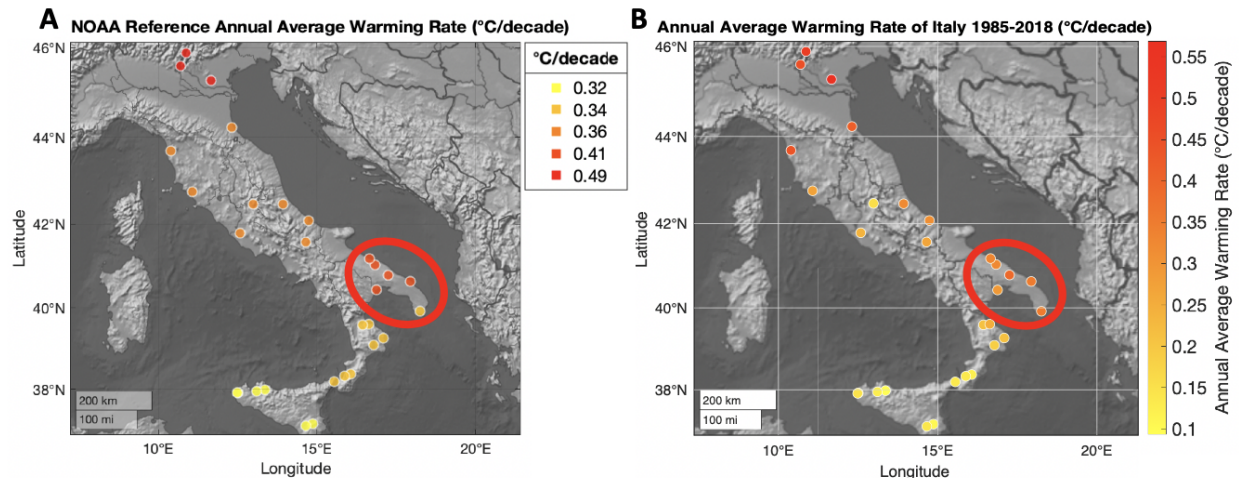 A NOAA Reference Annual Average Warming Rate (°C/decade)
46°N
44°N
42°N
40°N
38°N
Latitude
200 km
100 mi
10°E 15°E 20°E
Longitude
°C/decade
0.32
0.34
0.36
0.41
0.49
B Annual Average Warming Rate of Italy 1985-2018 (°C/decade)
46°N
44°N
42°N
40°N
38°N
Latitude
200 km
100 mi
10°E 15°E 20°E
Longitude
0.55
0.5
0.45
0.4
0.35
0.3
0.25
0.2
0.15
0.1
Annual Average Warming Rate (°C/decade)